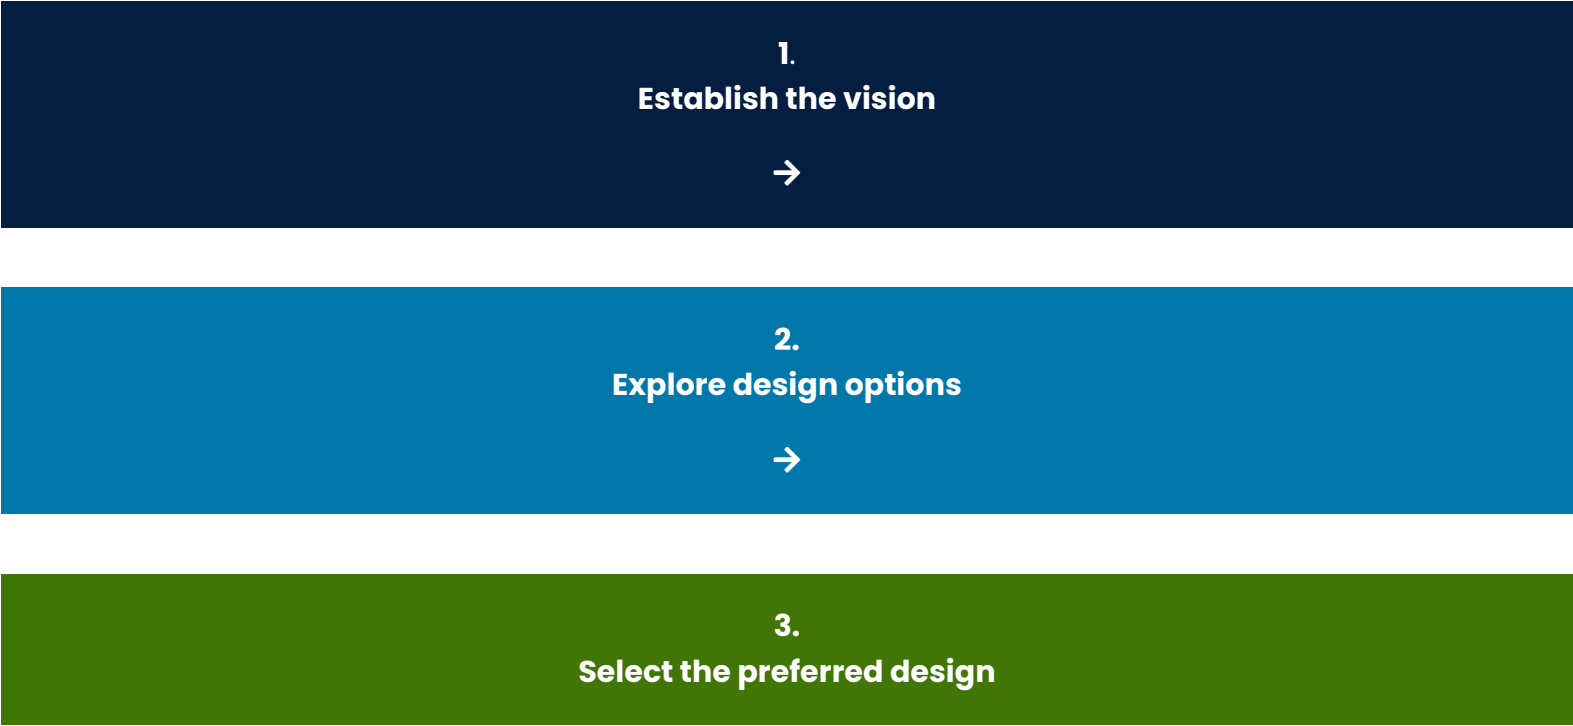 1.
Establish the vision
→
2.
Explore design options
→
3.
Select the preferred design